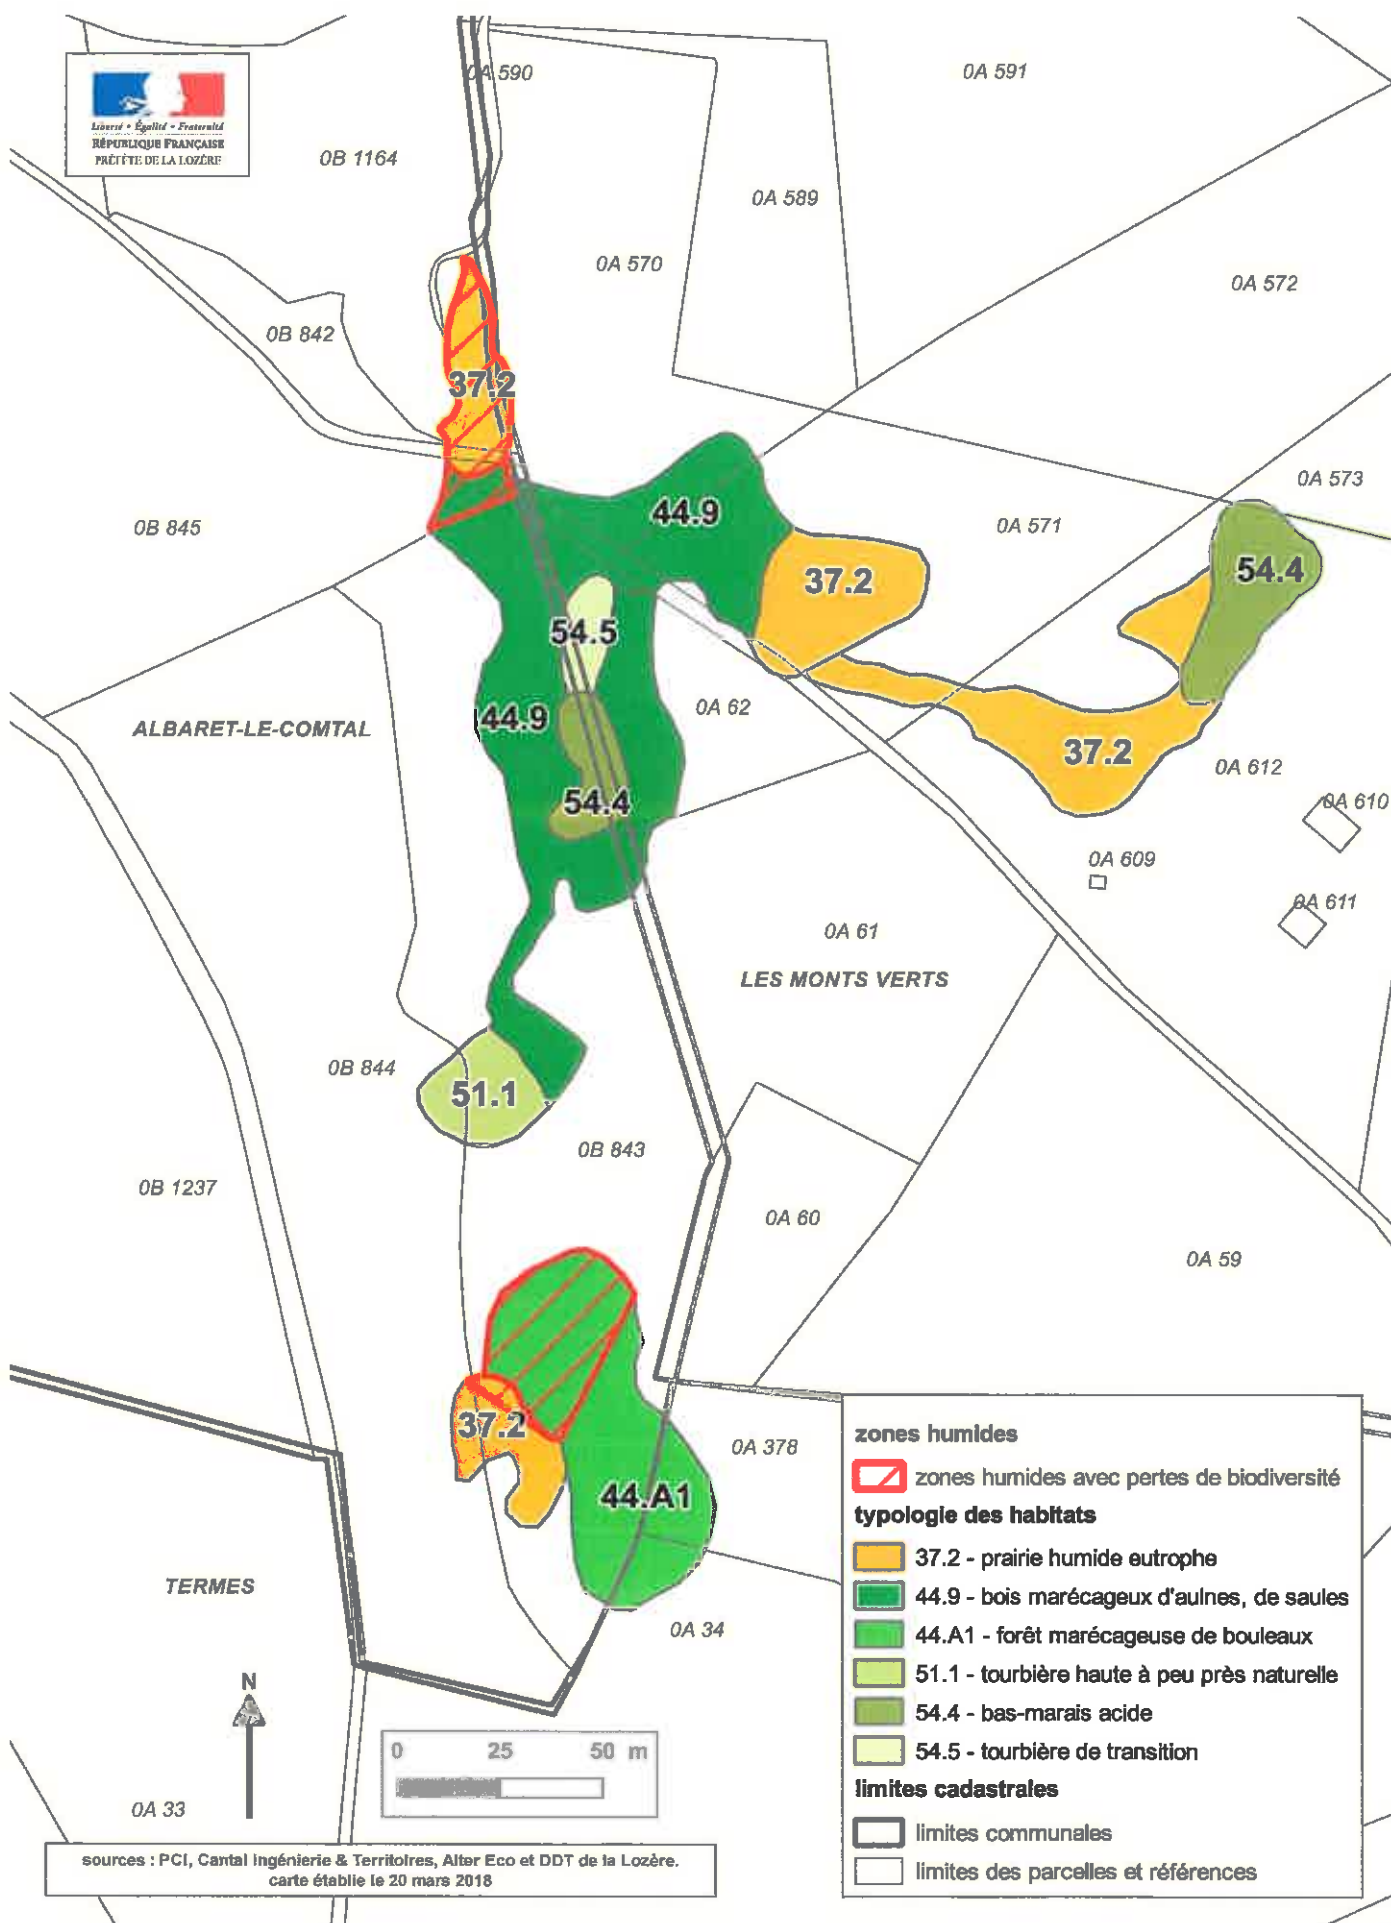 Liberté • Égalité • Fraternité
RÉPUBLIQUE FRANÇAISE
PRÉFÈTE DE LA LOZÈRE
0A 590
0A 591
0B 1164
0A 589
0A 570
0A 572
0B 842
37.2
0A 573
44.9
0B 845
0A 571
54.4
37.2
54.5
0A 62
44.9
ALBARET-LE-COMTAL
37.2
0A 612
54.4
0A 610
0A 609
0A 611
0A 61
LES MONTS VERTS
0B 844
51.1
0B 843
0B 1237
0A 60
0A 59
37.2
0A 378
44.A1
TERMES
0A 34
N
0 25 50 m
0A 33
zones humides
zones humides avec pertes de biodiversité
typologie des habitats
37.2 - prairie humide eutrophe
44.9 - bois marécageux d'aulnes, de saules
44.A1 - forêt marécageuse de bouleaux
51.1 - tourbière haute à peu près naturelle
54.4 - bas-marais acide
54.5 - tourbière de transition
limites cadastrales
limites communales
limites des parcelles et références
sources : PCI, Cantal Ingénierie & Territoires, Alter Eco et DDT de la Lozère.
carte établie le 20 mars 2018